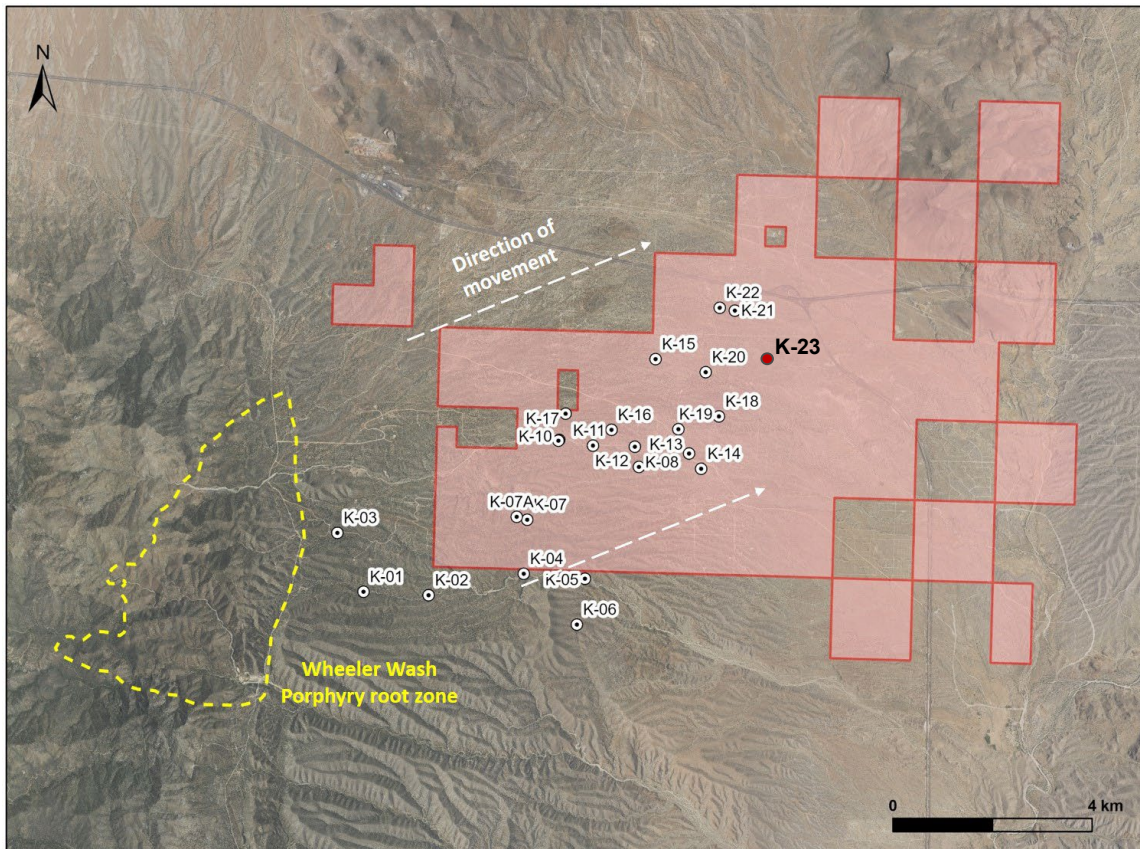 N
Direction of
movement
K-22
K-21
K-15
K-23
K-20
K-17
K-16
K-19
K-18
K-10
K-11
K-13
K-12
K-08
K-14
K-07A
K-07
K-03
K-04
K-05
K-01
K-02
K-06
Wheeler Wash
Porphyry root zone
0
4 km